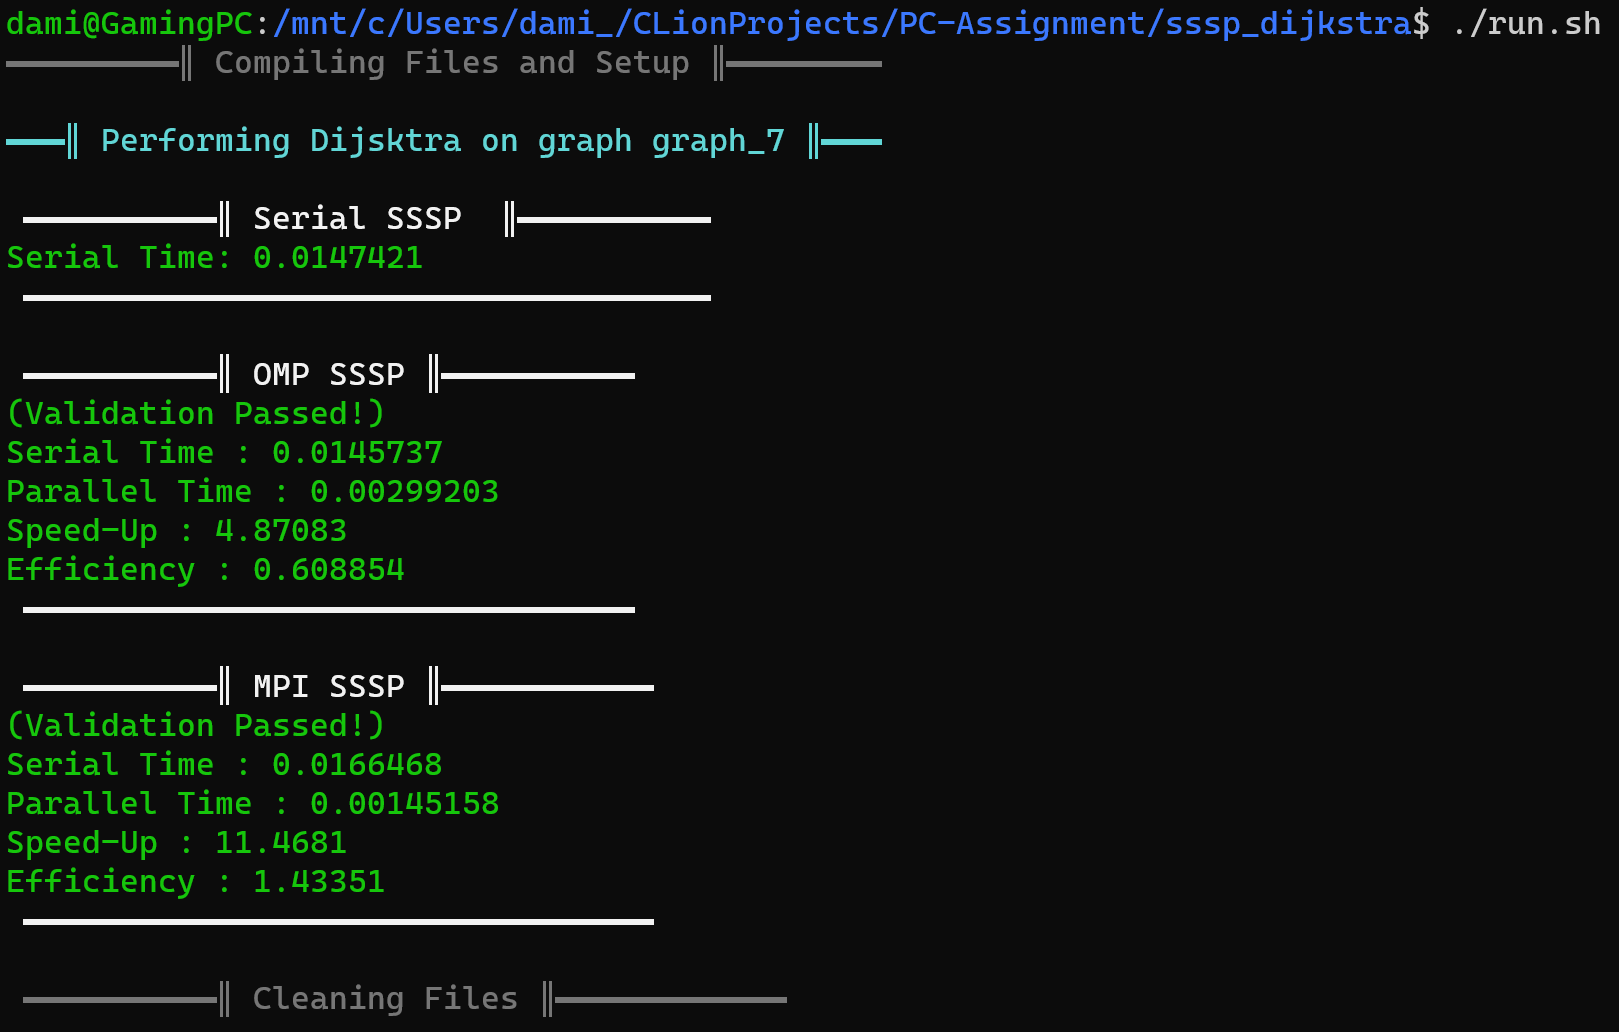 dami@GamingPC:/mnt/c/Users/dami_/CLionProjects/PC-Assignment/sssp_dijkstra$ ./run.sh
═════════║ Compiling Files and Setup ║════════
═══║ Performing Dijsktra on graph graph_7 ║═══
══════════║ Serial SSSP  ║══════════
Serial Time: 0.0147421
════════════════════════════════════
══════════║ OMP SSSP ║══════════
(Validation Passed!)
Serial Time : 0.0145737
Parallel Time : 0.00299203
Speed-Up : 4.87083
Efficiency : 0.608854
════════════════════════════════
══════════║ MPI SSSP ║═══════════
(Validation Passed!)
Serial Time : 0.0166468
Parallel Time : 0.00145158
Speed-Up : 11.4681
Efficiency : 1.43351
═════════════════════════════════
══════════║ Cleaning Files ║════════════